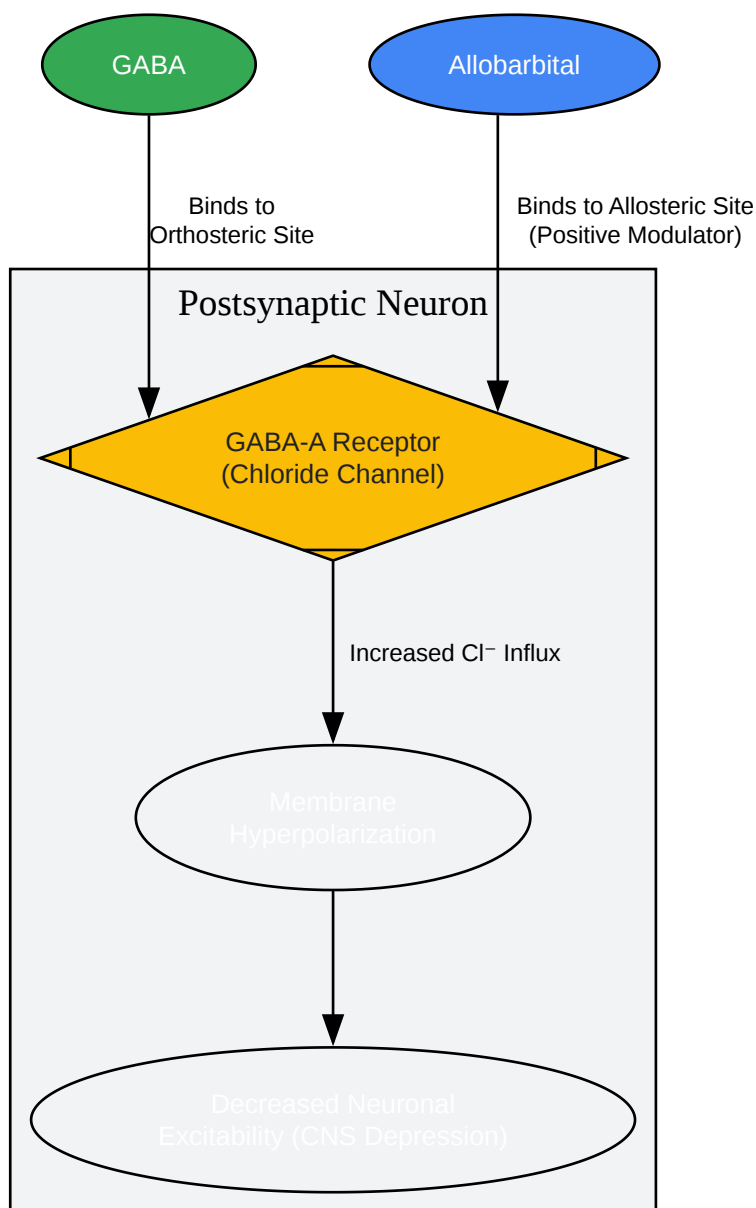 GABA
Allobarbital
Binds to
Orthosteric Site
Binds to Allosteric Site
(Positive Modulator)
Postsynaptic Neuron
GABA-A Receptor
(Chloride Channel)
Increased Cl⁻ Influx
Membrane
Hyperpolarization
Decreased Neuronal
Excitability (CNS Depression)